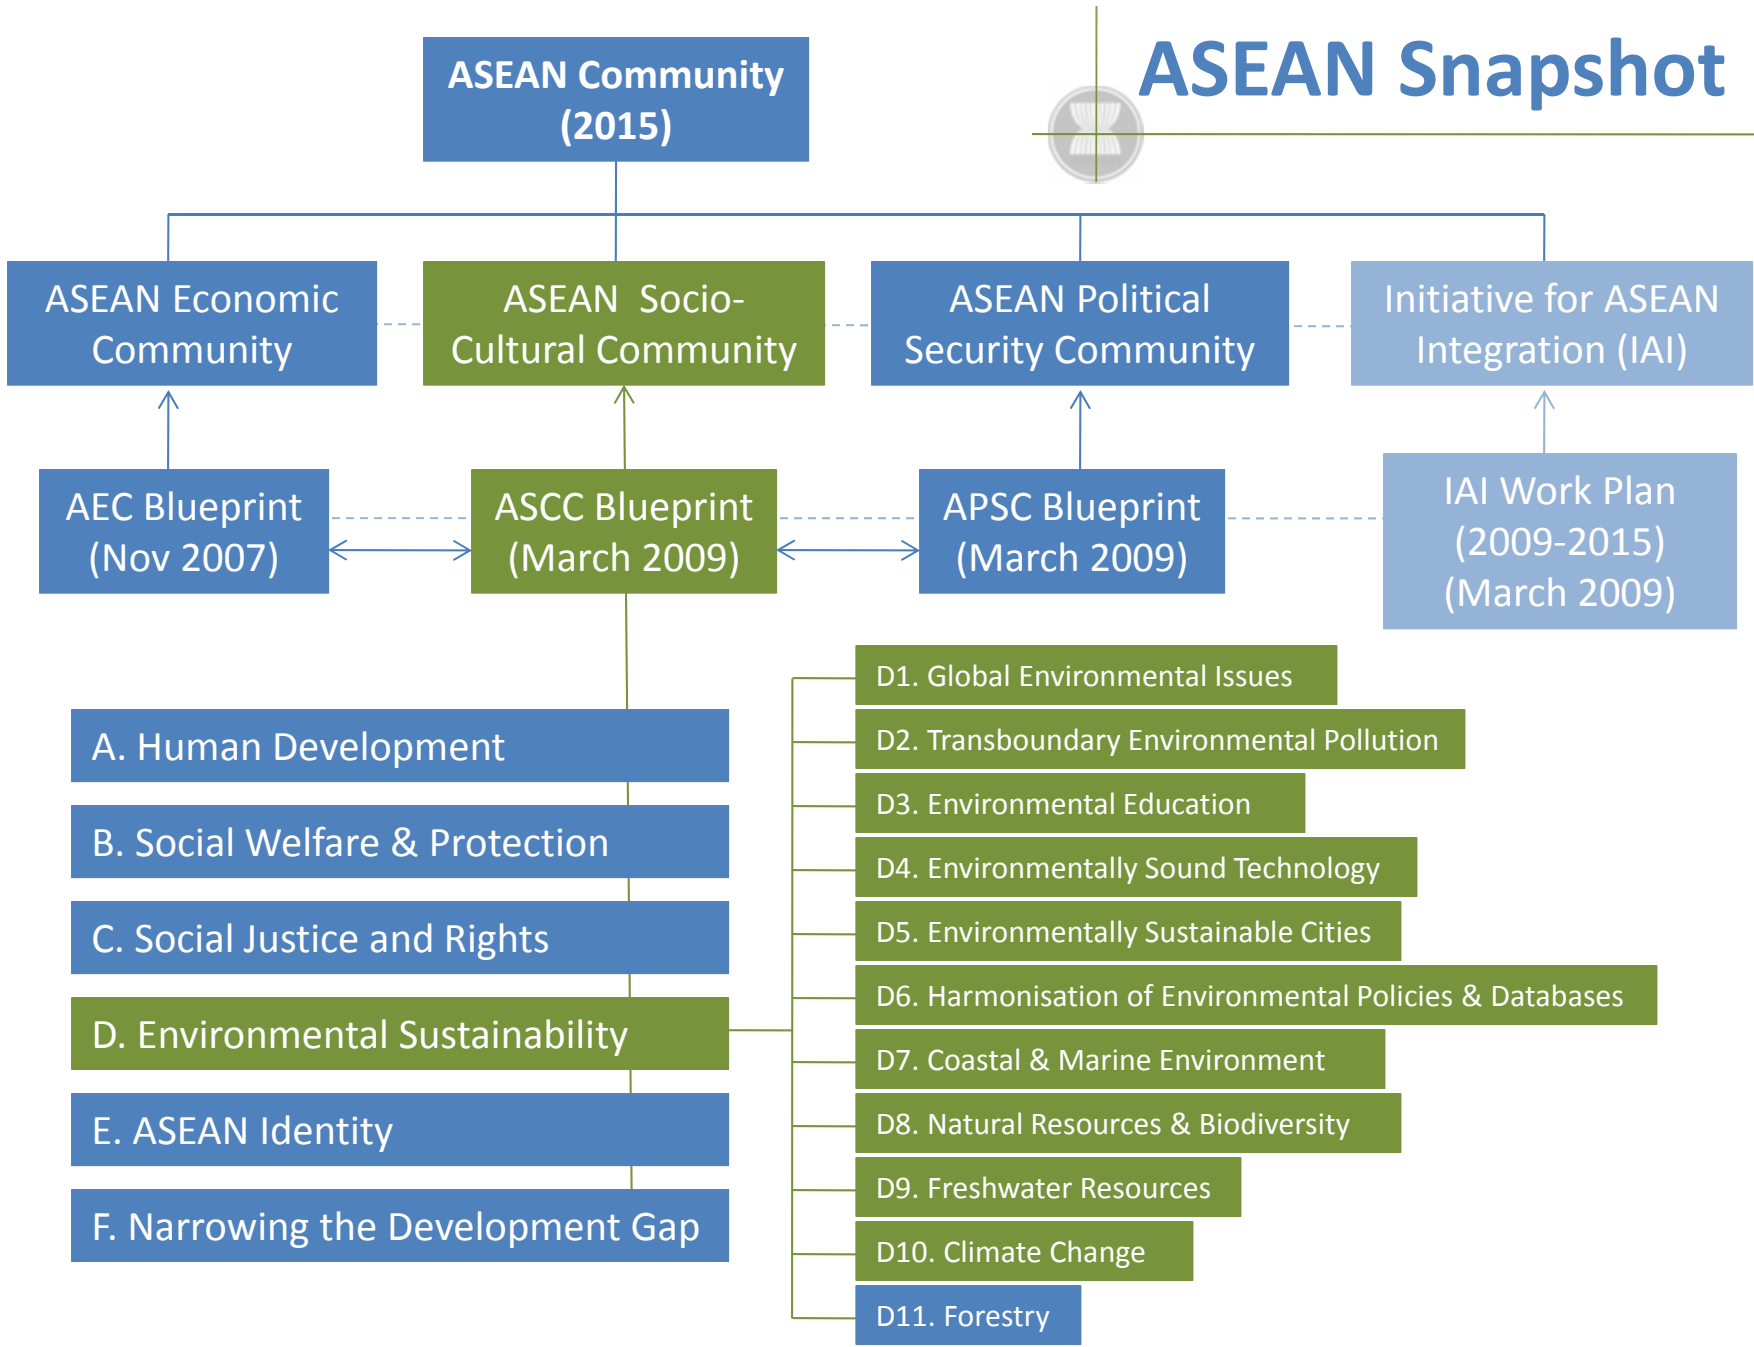 ASEAN Snapshot
ASEAN Community
(2015)
ASEAN Economic
Community
ASEAN Socio-
Cultural Community
ASEAN Political
Security Community
Initiative for ASEAN
Integration (IAI)
AEC Blueprint
(Nov 2007)
ASCC Blueprint
(March 2009)
APSC Blueprint
(March 2009)
IAI Work Plan
(2009-2015)
(March 2009)
A. Human Development
B. Social Welfare & Protection
C. Social Justice and Rights
D. Environmental Sustainability
E. ASEAN Identity
F. Narrowing the Development Gap
D1. Global Environmental Issues
D2. Transboundary Environmental Pollution
D3. Environmental Education
D4. Environmentally Sound Technology
D5. Environmentally Sustainable Cities
D6. Harmonisation of Environmental Policies & Databases
D7. Coastal & Marine Environment
D8. Natural Resources & Biodiversity
D9. Freshwater Resources
D10. Climate Change
D11. Forestry